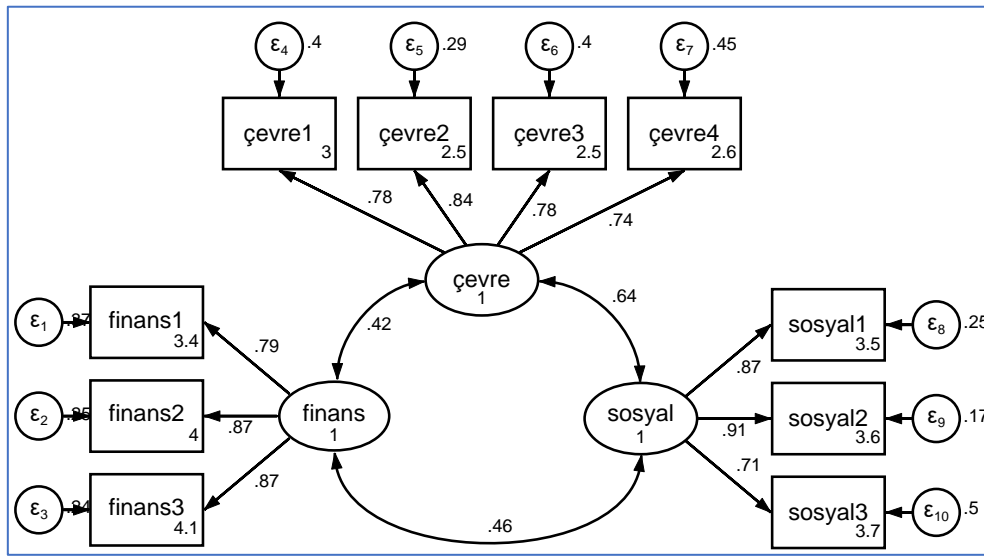 ε4 .4 ε5 .29 ε6 .4 ε7 .45
çevre1 çevre2 çevre3 çevre4
3 2.5 2.5 2.6
.78 .84 .78 .74
çevre
1
.42 .64
ε1 finans1
3.4
.79
ε2 finans2
4
.87
ε3 finans3
4.1
.87
finans
1
sosyal
1
.46
sosyal1 ε8 .25
3.5
.87
sosyal2 ε9 .17
3.6
.91
sosyal3 ε10 .5
3.7
.71